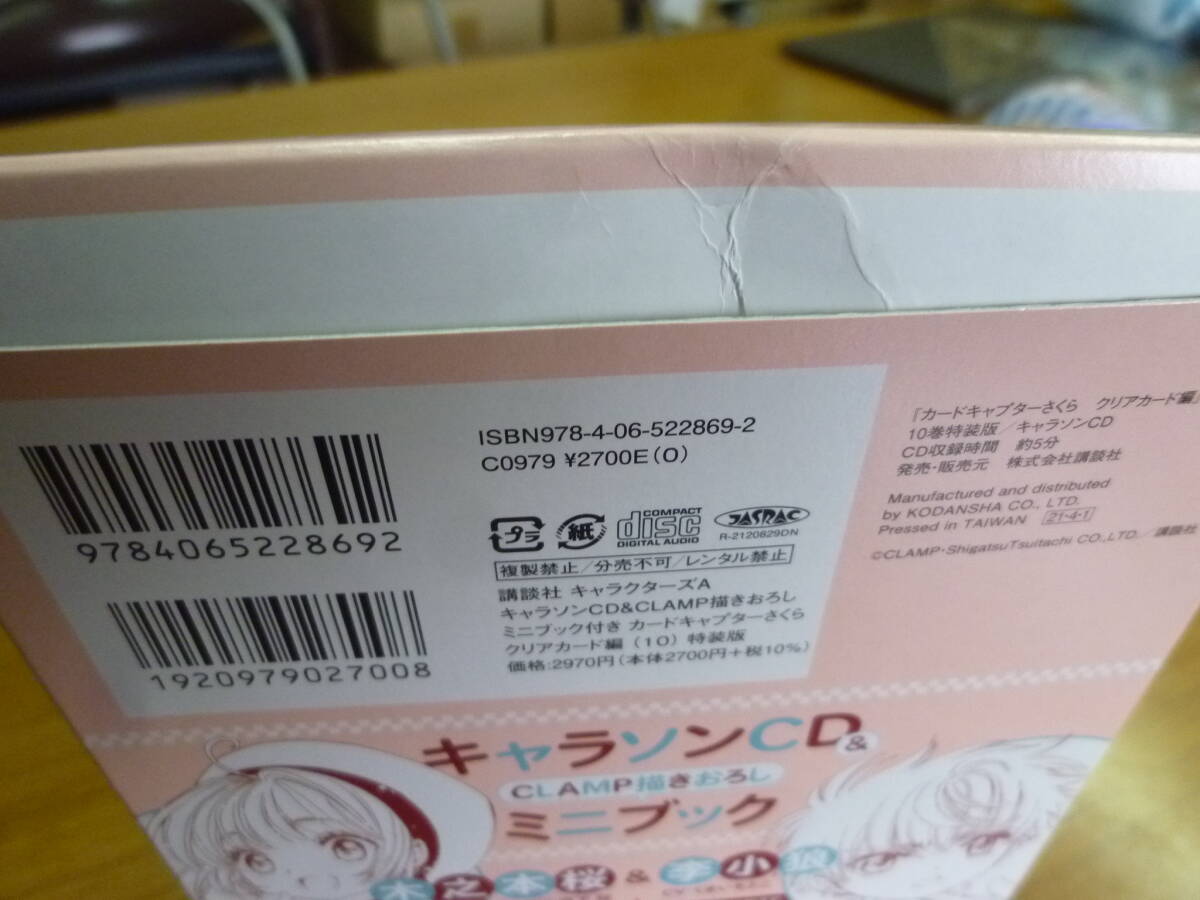 ISBN978-4-06-522869-2
C0979 ¥2700E(0)
9784065228692
1920979027008
プラ
紙
COMPACT
disc
DIGITAL AUDIO
JASRAC
R-2120829DN
複製禁止/分売不可/レンタル禁止
講談社 キャラクターズA
キャラソンCD&CLAMP描きおろし
ミニブック付き カードキャプターさくら
クリアカード編（10）特装版
価格:2970円(本体2700円+税10%)
『カードキャプターさくら クリアカード編』
10巻特装版/キャラソンCD
CD収録時間 約5分
発売・販売元 株式会社講談社
Manufactured and distributed
by KODANSHA CO., LTD.
Pressed in TAIWAN 21・4・1
©CLAMP・ShigatsuTsuitachi CO.,LTD./講談社
キャラソンCD&
CLAMP描きおろし
ミニブック
木之本桜&李小狼